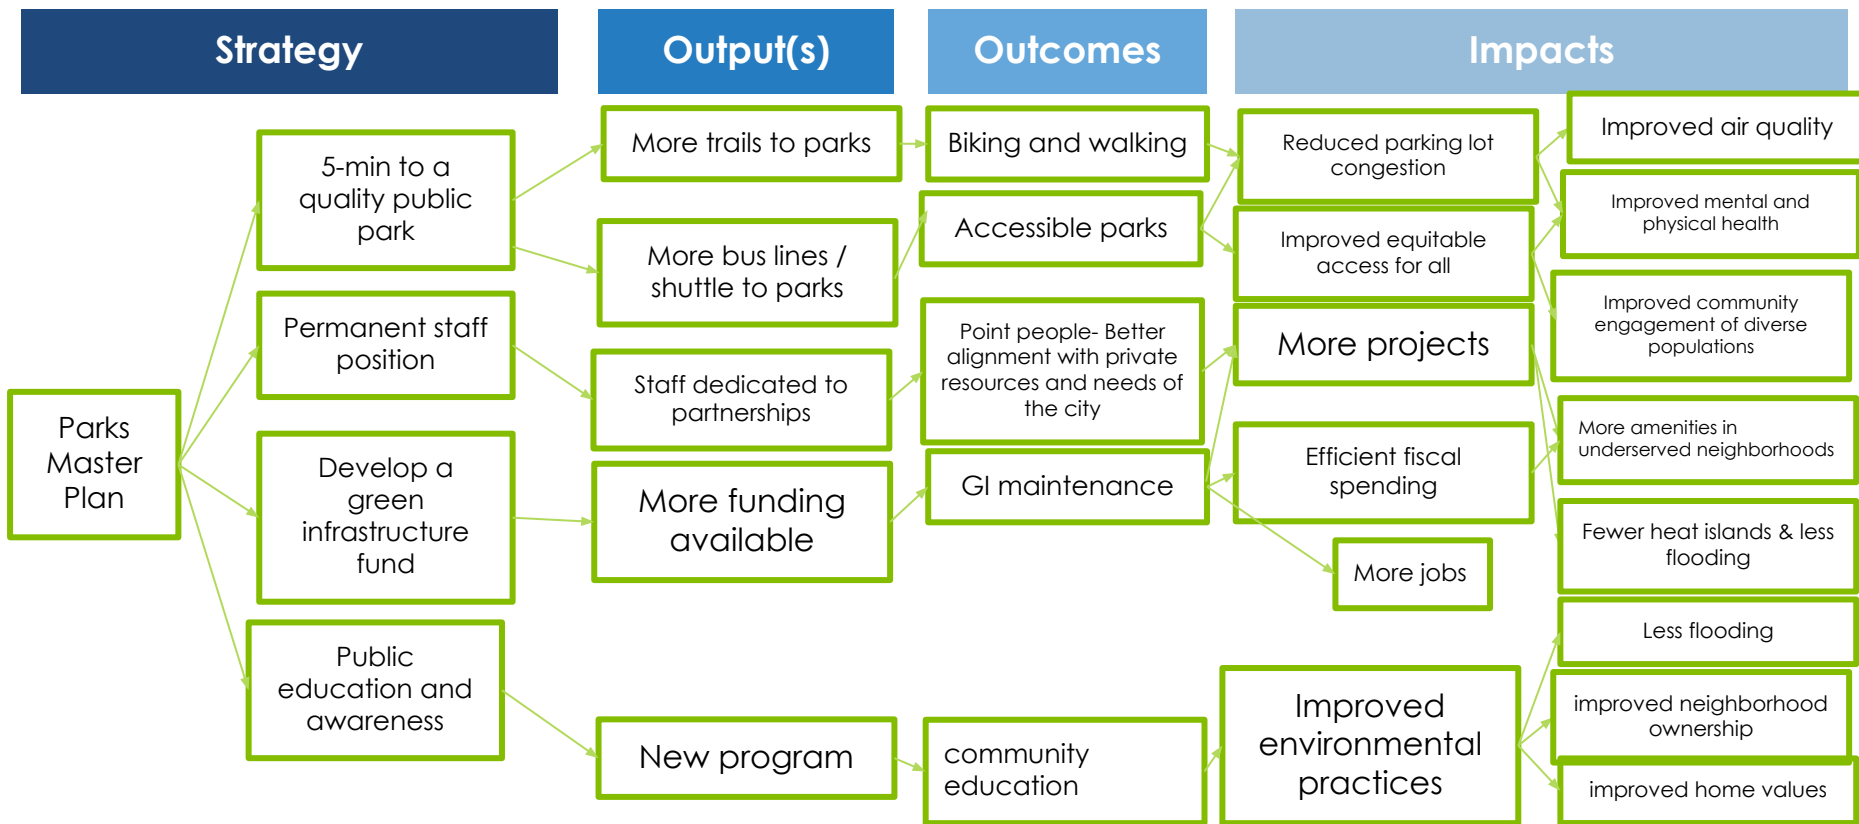 Strategy
Output(s)
Outcomes
Impacts
Parks
Master
Plan
5-min to a
quality public
park
Permanent staff
position
Develop a
green
infrastructure
fund
Public
education and
awareness
More trails to parks
More bus lines /
shuttle to parks
Staff dedicated to
partnerships
More funding
available
New program
Biking and walking
Accessible parks
Point people- Better
alignment with private
resources and needs of
the city
GI maintenance
community
education
Reduced parking lot
congestion
Improved equitable
access for all
More projects
Efficient fiscal
spending
More jobs
Improved
environmental
practices
Improved air quality
Improved mental and
physical health
Improved community
engagement of diverse
populations
More amenities in
underserved neighborhoods
Fewer heat islands & less
flooding
Less flooding
improved neighborhood
ownership
improved home values